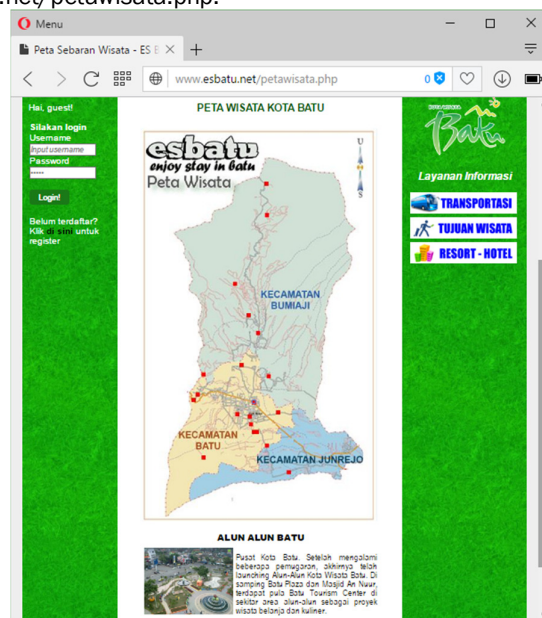 .net/petawisata.php.
Menu
Peta Sebaran Wisata - ES E
www.esbatu.net/petawisata.php
0
Hai, guest!
Silakan login
Username
Input username
Password
Login!
Belum terdaftar?
Klik di sini untuk
register
PETA WISATA KOTA BATU
esbatu
enjoy stay in batu
Peta Wisata
U
S
KECAMATAN
BUMIAJI
KECAMATAN
BATU
KECAMATAN JUNREJO
ALUN ALUN BATU
Pusat Kota Batu. Setelah mengalami
beberapa pemugaran, akhirnya telah
launching Alun-Alun Kota Wisata Batu. Di
samping Batu Plaza dan Masjid An Nuur,
terdapat pula Batu Tourism Center di
sekitar area alun-alun sebagai proyek
wisata belanja dan kuliner.
Batu
Layanan Informasi
TRANSPORTASI
TUJUAN WISATA
RESORT - HOTEL